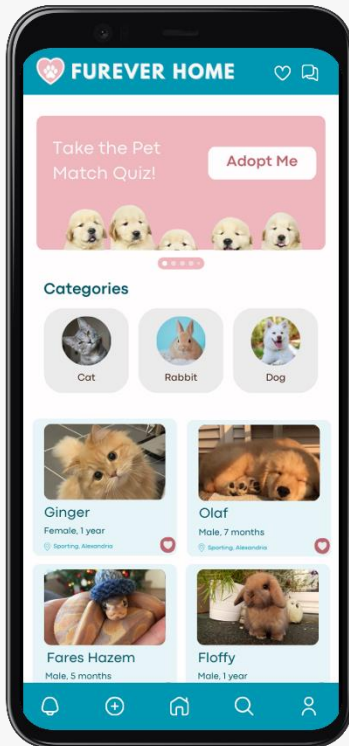 FUREVER HOME
Take the Pet
Match Quiz!
Adopt Me
Categories
Cat
Rabbit
Dog
Ginger
Female, 1 year
Sporting, Alexandria
Olaf
Male, 7 months
Sporting, Alexandria
Fares Hazem
Male, 5 months
Floffy
Male, 1 year